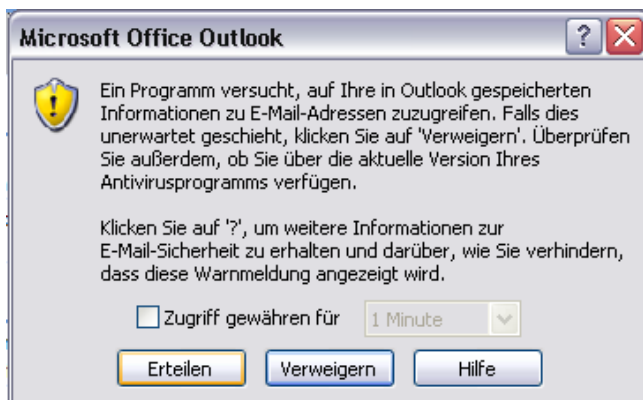 Microsoft Office Outlook
Ein Programm versucht, auf Ihre in Outlook gespeicherten
Informationen zu E-Mail-Adressen zuzugreifen. Falls dies
unerwartet geschieht, klicken Sie auf 'Verweigern'. Überprüfen
Sie außerdem, ob Sie über die aktuelle Version Ihres
Antivirusprogramms verfügen.
Klicken Sie auf '?', um weitere Informationen zur
E-Mail-Sicherheit zu erhalten und darüber, wie Sie verhindern,
dass diese Warnmeldung angezeigt wird.
Zugriff gewähren für 1 Minute
Erteilen Verweigern Hilfe